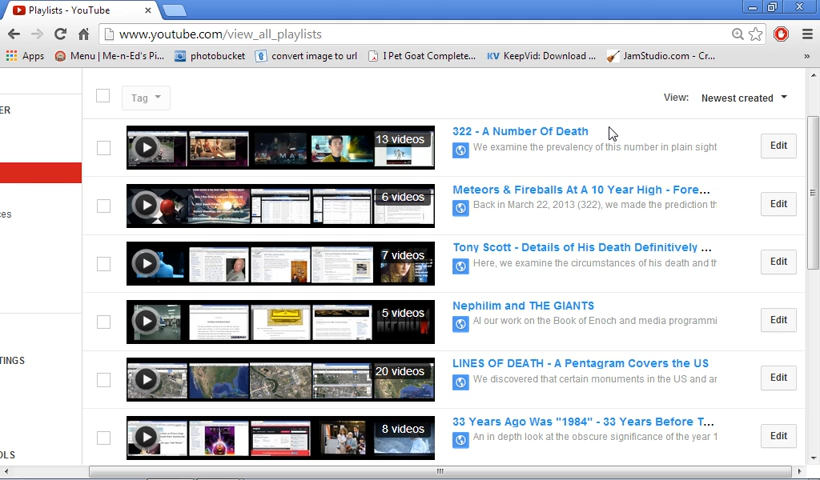 Playlists - YouTube
www.youtube.com/view_all_playlists
Apps
Menu | Me-n-Ed's Pi...
photobucket
convert image to url
I Pet Goat Complete...
KV KeepVid: Download ...
JamStudio.com - Cr...
»
ER
Tag
View:
Newest created
13 videos
322 - A Number Of Death
We examine the prevalency of this number in plain sight
Edit
6 videos
Meteors & Fireballs At A 10 Year High - Fore...
Back in March 22, 2013 (322), we made the prediction th
Edit
ces
7 videos
Tony Scott - Details of His Death Definitively ...
Here, we examine the circumstances of his death and th
Edit
5 videos
Nephilim and THE GIANTS
Al our work on the Book of Enoch and media programmi
Edit
TINGS
20 videos
LINES OF DEATH - A Pentagram Covers the US
We discovered that certain monuments in the US and ar
Edit
8 videos
33 Years Ago Was "1984" - 33 Years Before T...
An in depth look at the obscure significance of the year 1
Edit
OLS